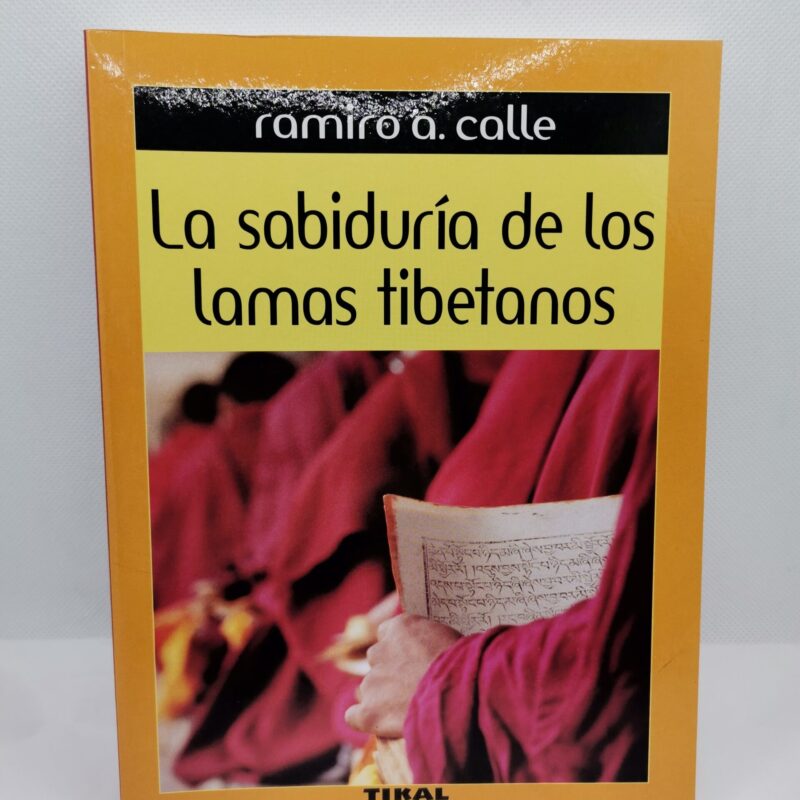 ramiro a. calle
La sabiduría de los
lamas tibetanos
TIKAL